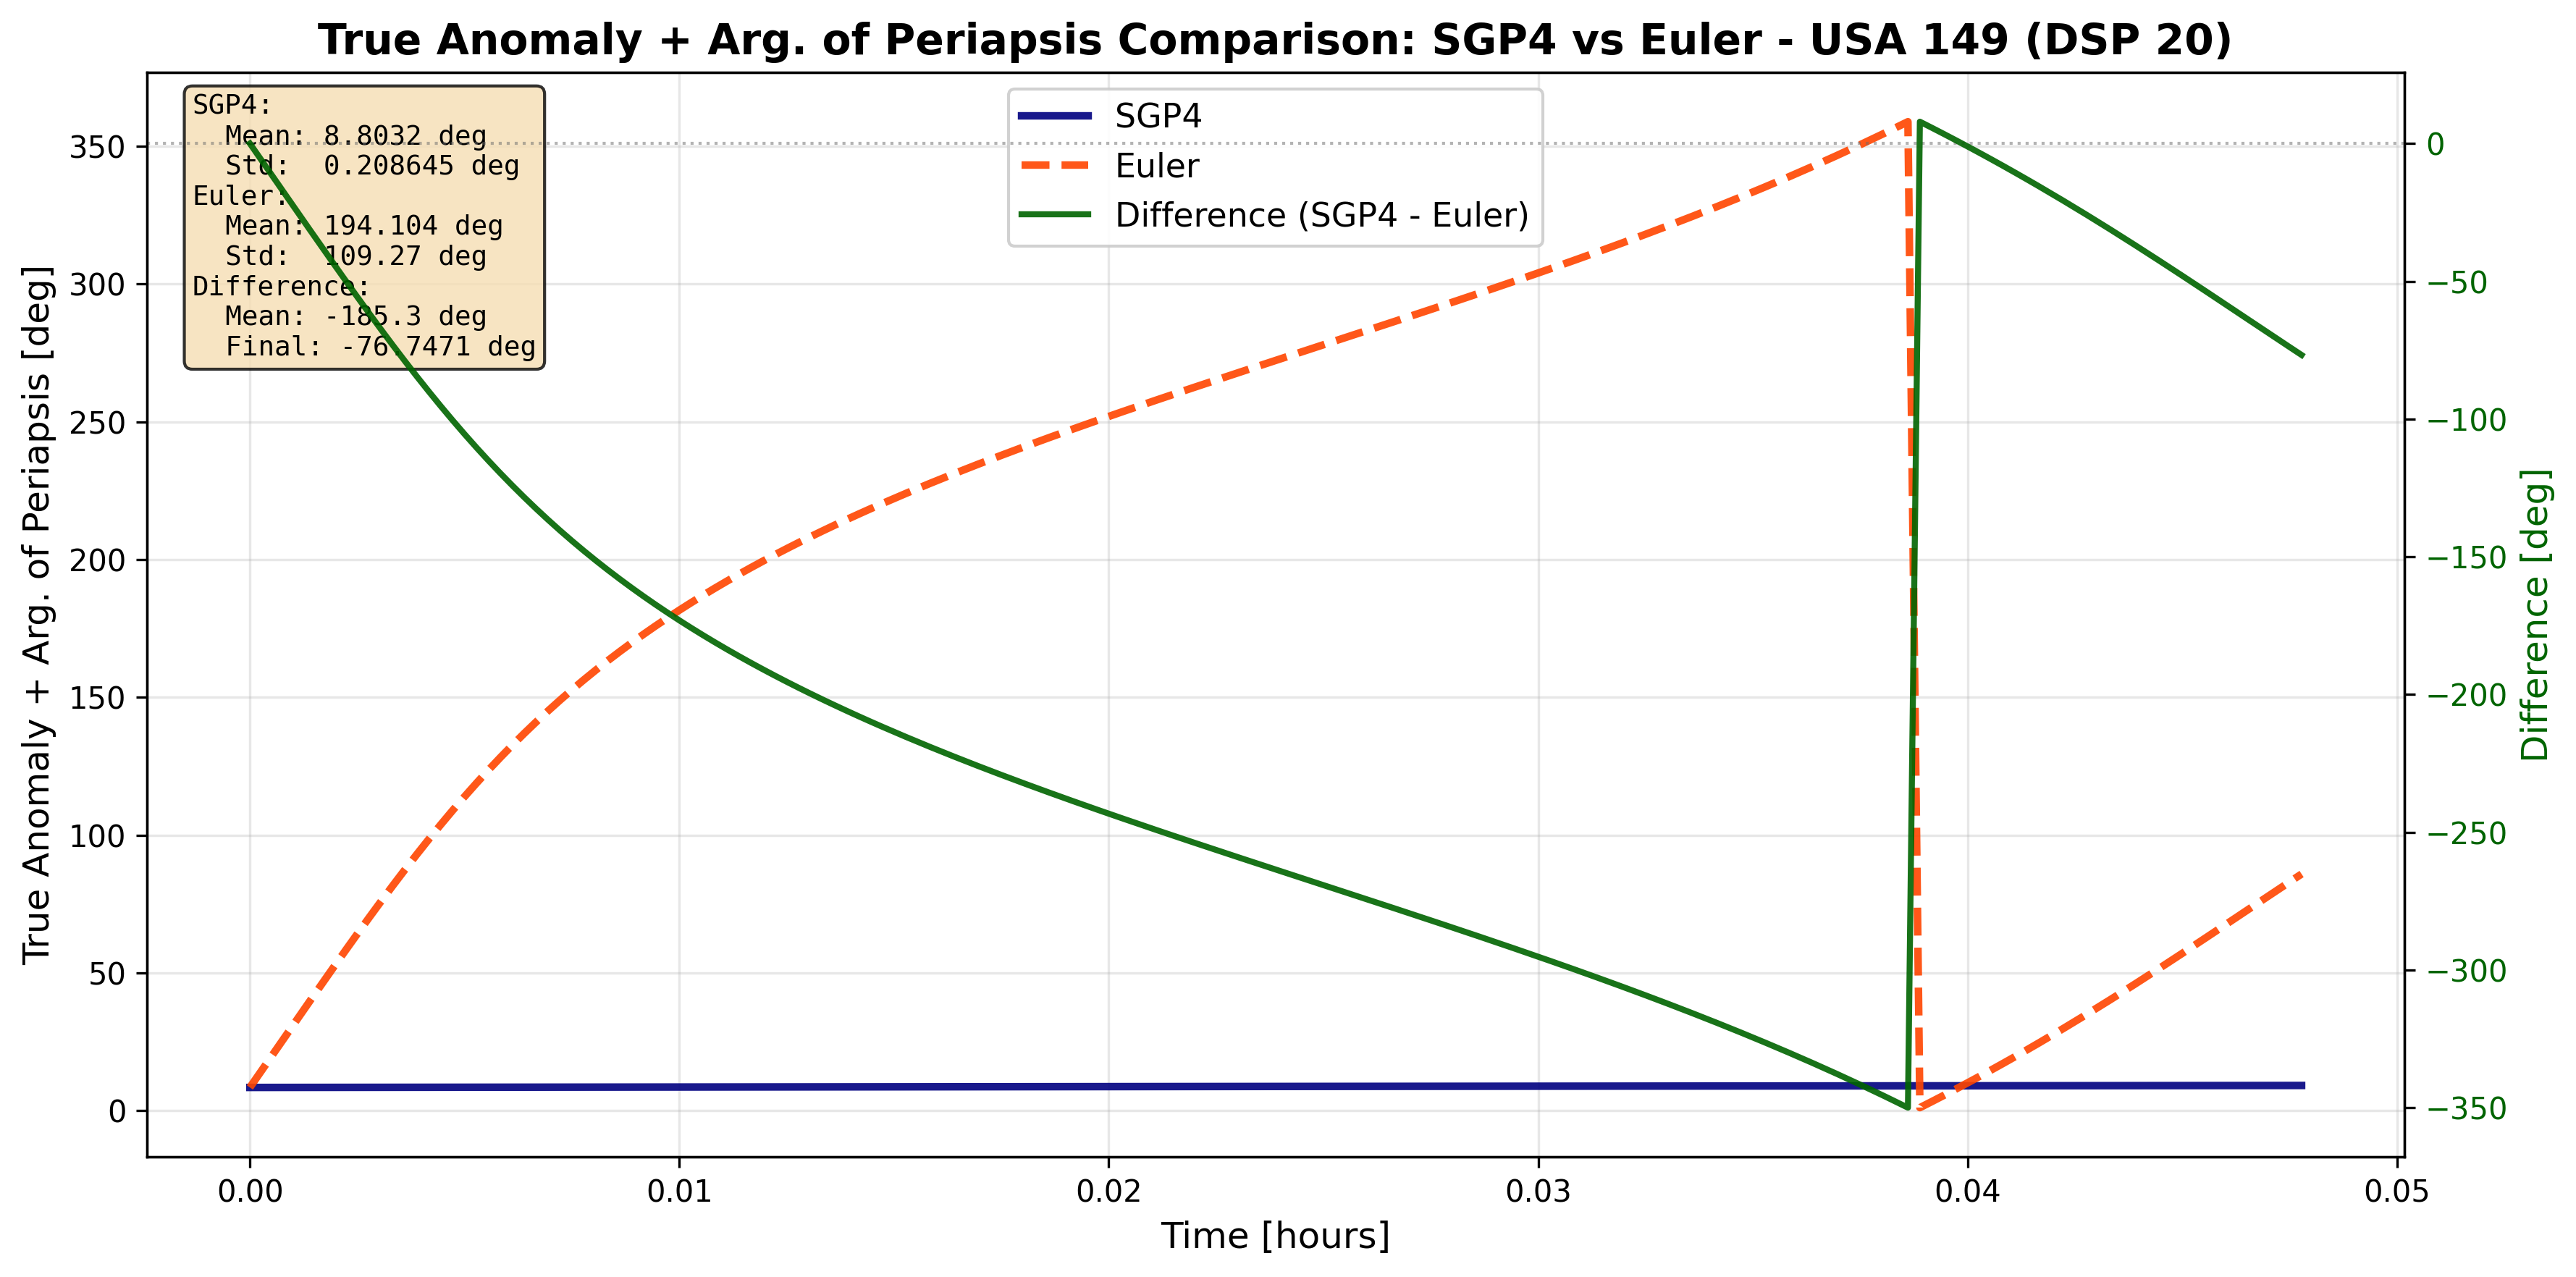 True Anomaly + Arg. of Periapsis Comparison: SGP4 vs Euler - USA 149 (DSP 20)
SGP4:
Mean: 8.8032 deg
Std: 0.208645 deg
Euler:
Mean: 194.104 deg
Std: 109.27 deg
Difference:
Mean: -185.3 deg
Final: -76.7471 deg
SGP4
Euler
Difference (SGP4 - Euler)
True Anomaly + Arg. of Periapsis [deg]
350
300
250
200
150
100
50
0
0
−50
−100
−150
−200
−250
−300
−350
Difference [deg]
0.00
0.01
0.02
0.03
0.04
0.05
Time [hours]